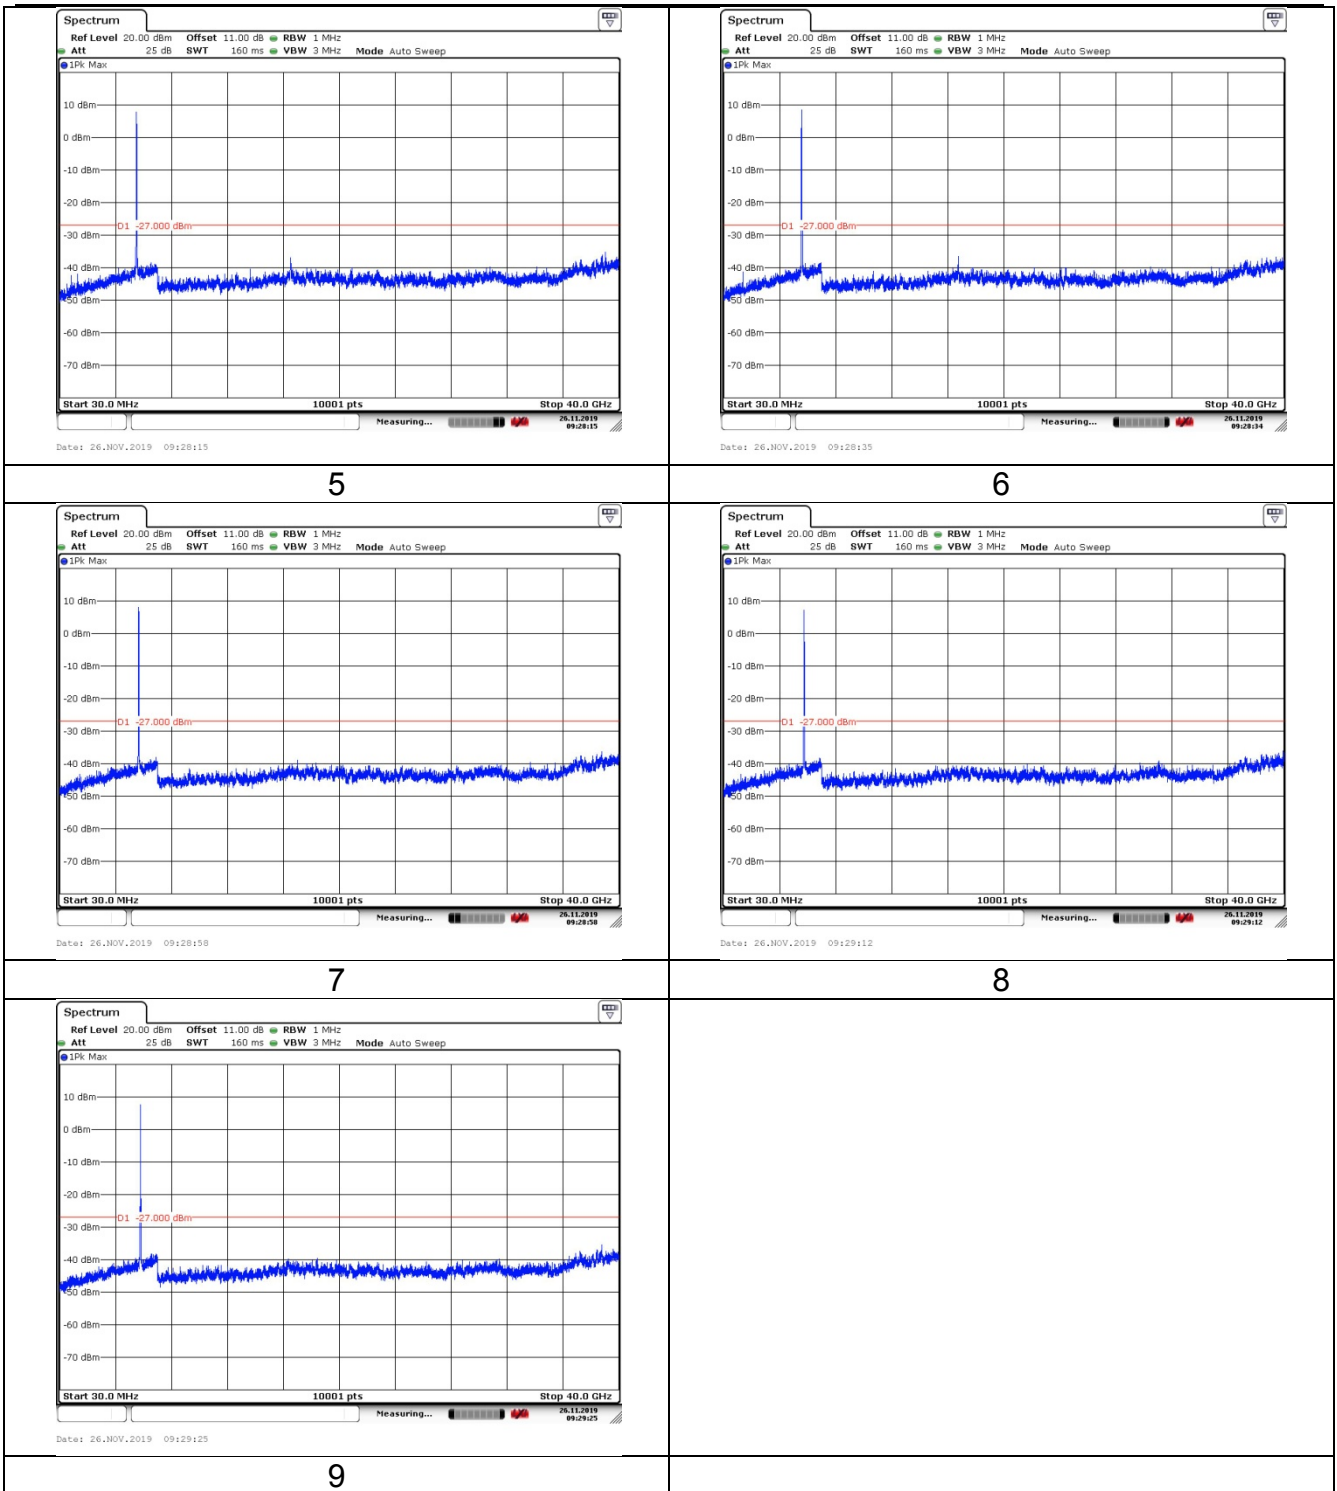 Spectrum
Ref Level 20.00 dBm Offset 11.00 dB RBW 1 MHz
Att 25 dB SWT 160 ms VBW 3 MHz Mode Auto Sweep
1Pk Max
10 dBm
0 dBm
-10 dBm
-20 dBm
D1 -27.000 dBm
-30 dBm
-40 dBm
-50 dBm
-60 dBm
-70 dBm
Start 30.0 MHz 10001 pts Stop 40.0 GHz
Measuring... 26.11.2019
09:28:15
Date: 26.NOV.2019 09:28:15
5
Spectrum
Ref Level 20.00 dBm Offset 11.00 dB RBW 1 MHz
Att 25 dB SWT 160 ms VBW 3 MHz Mode Auto Sweep
1Pk Max
10 dBm
0 dBm
-10 dBm
-20 dBm
D1 -27.000 dBm
-30 dBm
-40 dBm
-50 dBm
-60 dBm
-70 dBm
Start 30.0 MHz 10001 pts Stop 40.0 GHz
Measuring... 26.11.2019
09:28:34
Date: 26.NOV.2019 09:28:35
6
Spectrum
Ref Level 20.00 dBm Offset 11.00 dB RBW 1 MHz
Att 25 dB SWT 160 ms VBW 3 MHz Mode Auto Sweep
1Pk Max
10 dBm
0 dBm
-10 dBm
-20 dBm
D1 -27.000 dBm
-30 dBm
-40 dBm
-50 dBm
-60 dBm
-70 dBm
Start 30.0 MHz 10001 pts Stop 40.0 GHz
Measuring... 26.11.2019
09:28:58
Date: 26.NOV.2019 09:28:58
7
Spectrum
Ref Level 20.00 dBm Offset 11.00 dB RBW 1 MHz
Att 25 dB SWT 160 ms VBW 3 MHz Mode Auto Sweep
1Pk Max
10 dBm
0 dBm
-10 dBm
-20 dBm
D1 -27.000 dBm
-30 dBm
-40 dBm
-50 dBm
-60 dBm
-70 dBm
Start 30.0 MHz 10001 pts Stop 40.0 GHz
Measuring... 26.11.2019
09:29:12
Date: 26.NOV.2019 09:29:12
8
Spectrum
Ref Level 20.00 dBm Offset 11.00 dB RBW 1 MHz
Att 25 dB SWT 160 ms VBW 3 MHz Mode Auto Sweep
1Pk Max
10 dBm
0 dBm
-10 dBm
-20 dBm
D1 -27.000 dBm
-30 dBm
-40 dBm
-50 dBm
-60 dBm
-70 dBm
Start 30.0 MHz 10001 pts Stop 40.0 GHz
Measuring... 26.11.2019
09:29:25
Date: 26.NOV.2019 09:29:25
9